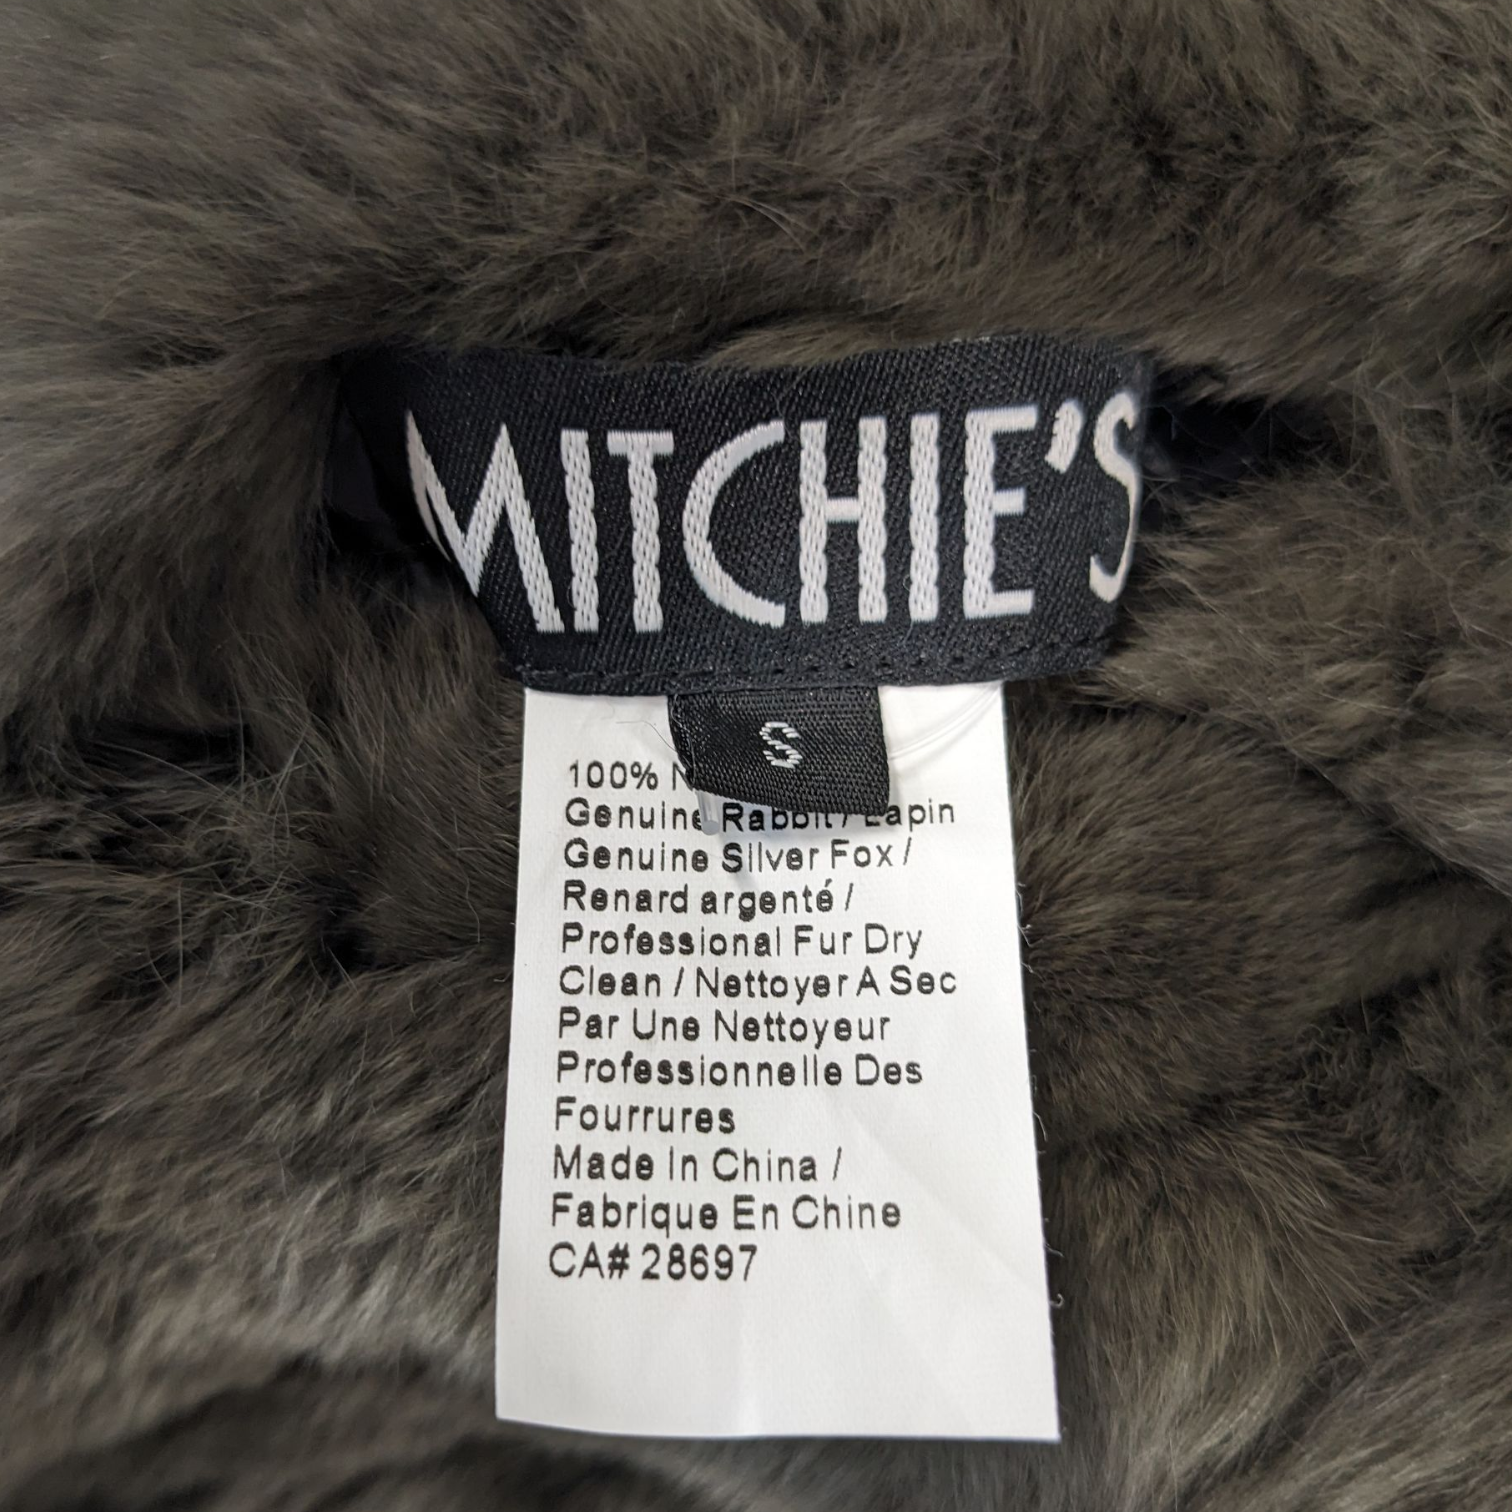 MITCHIE'S
S
100%
Genuine Rabbit / Lapin
Genuine Silver Fox /
Renard argenté /
Professional Fur Dry
Clean / Nettoyer A Sec
Par Une Nettoyeur
Professionnelle Des
Fourrures
Made In China /
Fabrique En Chine
CA# 28697